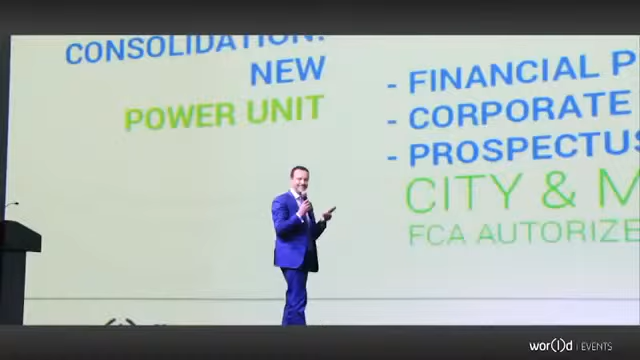 CONSOLIDATION:
NEW
POWER UNIT
- FINANCIAL P
- CORPORATE
- PROSPECTUS
CITY & M
FCA AUTORIZE
wor(l)d | EVENTS